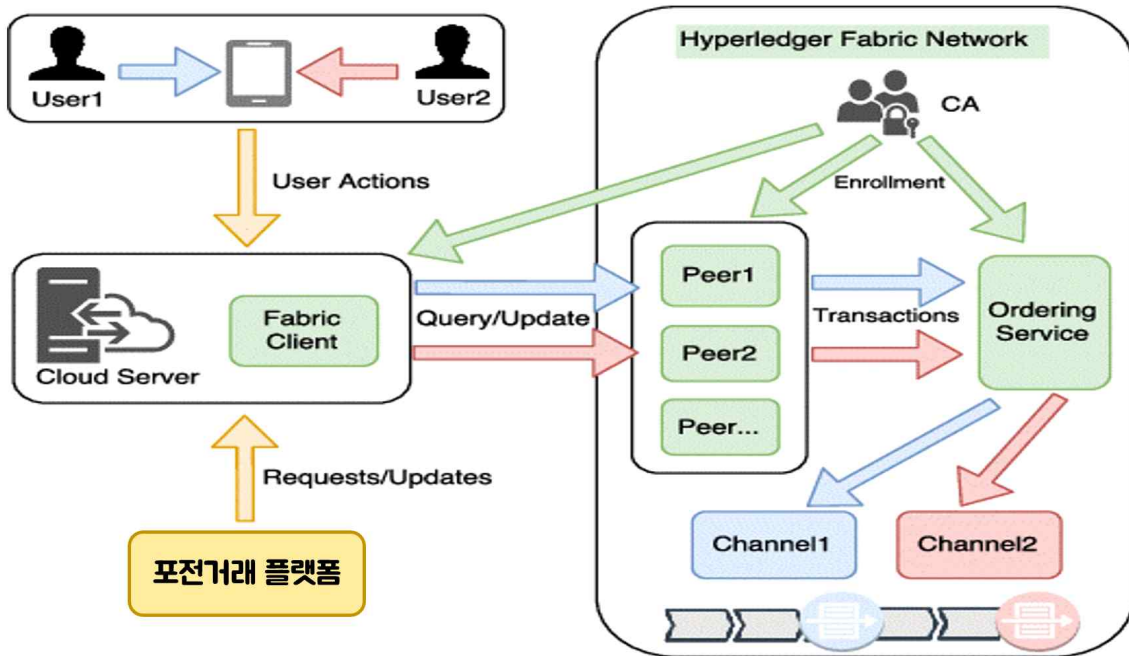 Hyperledger Fabric Network
User1
User2
CA
User Actions
Enrollment
Peer1
Fabric
Client
Query/Update
Transactions
Ordering
Service
Peer2
Cloud Server
Peer...
Requests/Updates
Channel1
Channel2
포전거래 플랫폼